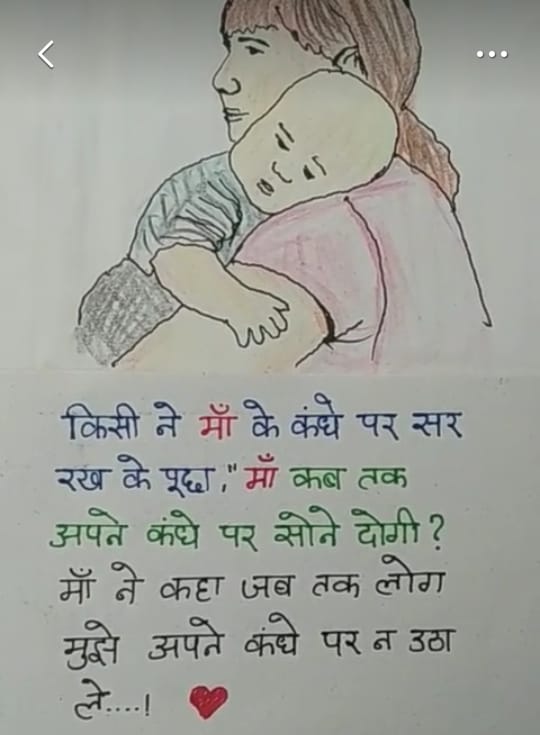 किसी ने माँ के कंधे पर सर
रख के पूछा,"माँ कब तक
अपने कंधे पर सोने दोगी?
माँ ने कहा जब तक लोग
मुझे अपने कंधे पर न उठा
ले....!